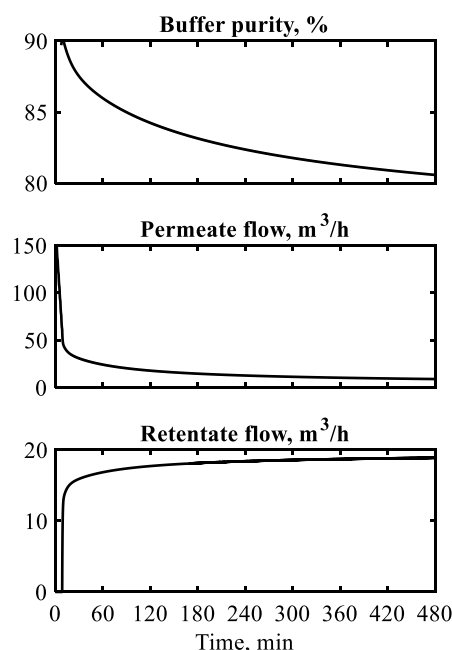 Buffer purity, %
90
85
80
Permeate flow, m³/h
150
100
50
0
Retentate flow, m³/h
20
10
0
0 60 120 180 240 300 360 420 480
Time, min